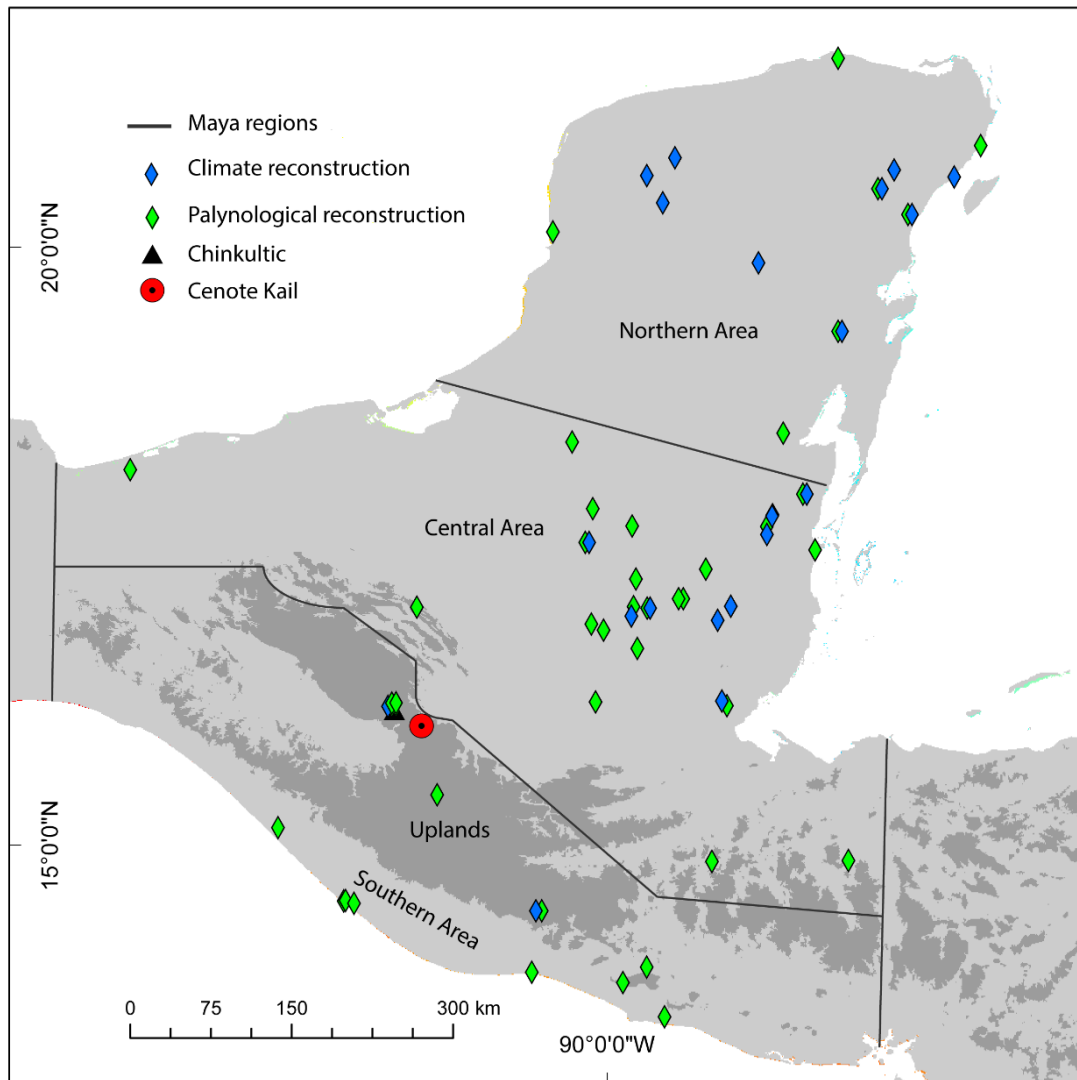 Maya regions
Climate reconstruction
Palynological reconstruction
Chinkultic
Cenote Kail
20°0'0"N
Northern Area
Central Area
15°0'0"N
Uplands
Southern Area
0 75 150 300 km
90°0'0"W